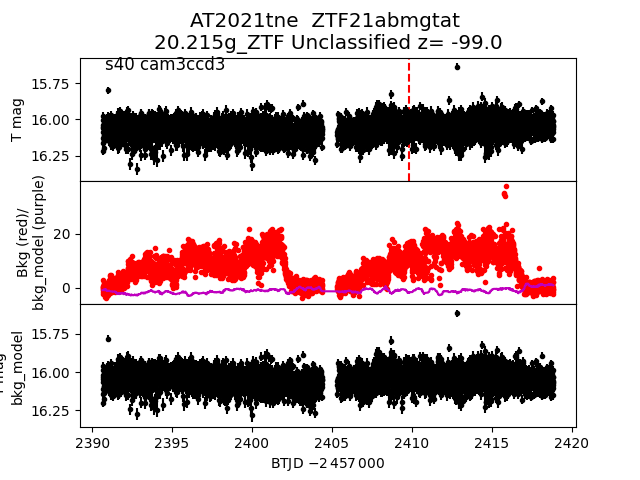 AT2021tne  ZTF21abmgtat
20.215g_ZTF Unclassified z= -99.0
s40 cam3ccd3
15.75
16.00
16.25
T mag
20
0
Bkg (red)/
bkg_model (purple)
15.75
16.00
16.25
bkg_model
2390
2395
2400
2405
2410
2415
2420
BTJD −2 457 000